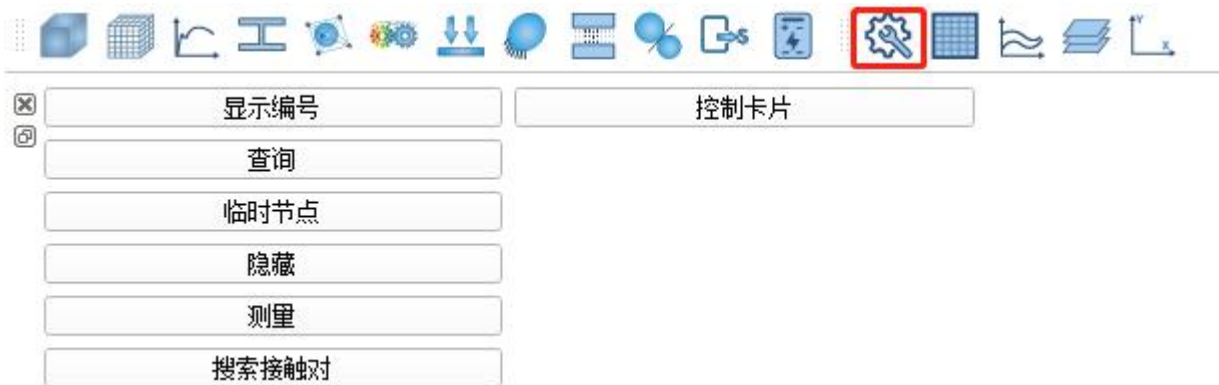 显示编号
控制卡片
查询
临时节点
隐藏
测量
搜索接触对